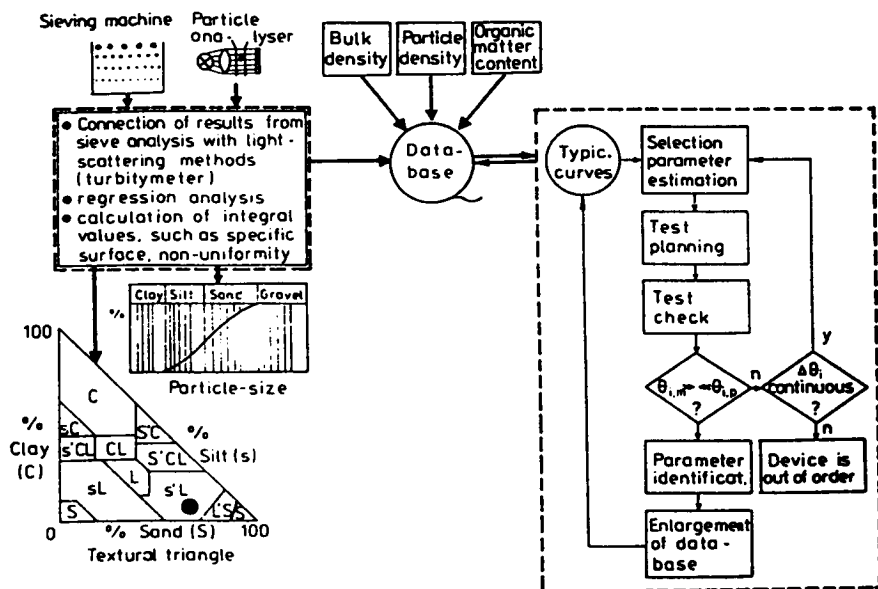 Sieving machine
Particle
ana- lyser
Bulk
density
Particle
density
Organic
matter
content
• Connection of results from
sieve analysis with light-
scattering methods
(turbitymeter)
• regression analysis
• calculation of integral
values, such as specific
surface, non-uniformity
Data-
base
Typic.
curves
Selection
parameter
estimation
Test
planning
Test
check
θi,m ≫ ≪ θi,p
?
n
y
Δθi
continuous
?
n
Parameter
identificat.
Device is
out of order
Enlargement
of data-
base
Clay Silt Sand Gravel
%
Particle-size
100
%
Clay
(C)
C
sC
s'CL
CL
S'C
S'CL
% Silt (s)
L
sL
s'L
S
L'S
S
0
% Sand (S)
100
Textural triangle